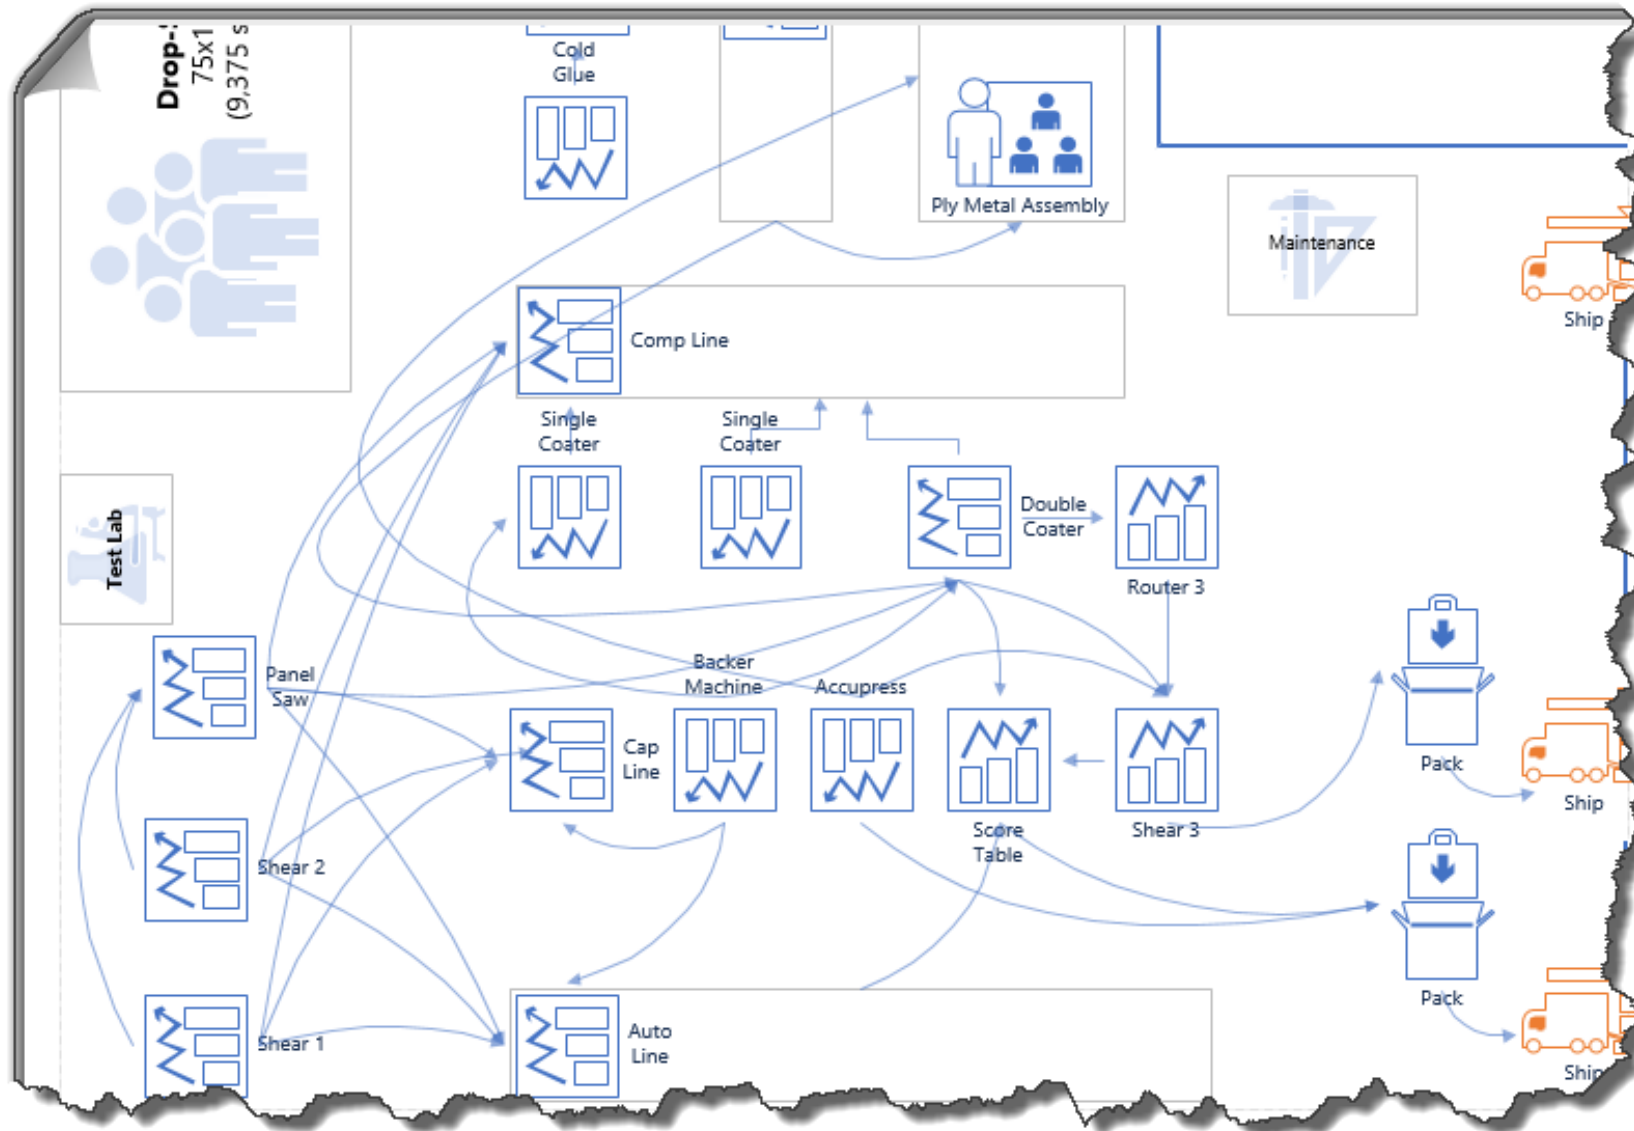 Drop-S
75x1
(9,375 s
Cold
Glue
Ply Metal Assembly
Maintenance
Ship
Comp Line
Single
Coater
Single
Coater
Double
Coater
Router 3
Test Lab
Panel
Saw
Backer
Machine
Accupress
Cap
Line
Pack
Ship
Score
Table
Shear 3
Shear 2
Pack
Shear 1
Auto
Line
Ship